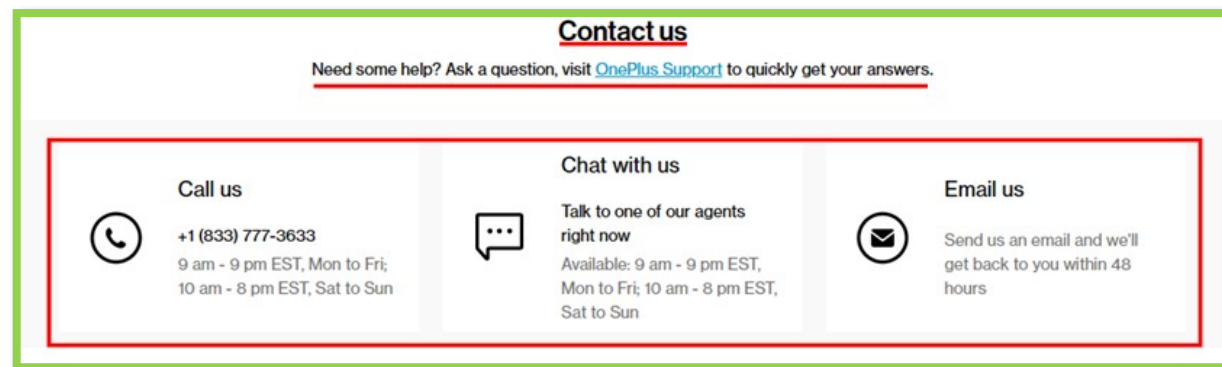 Contact us
Need some help? Ask a question, visit OnePlus Support to quickly get your answers.
Call us
+1 (833) 777-3633
9 am - 9 pm EST, Mon to Fri;
10 am - 8 pm EST, Sat to Sun
Chat with us
Talk to one of our agents
right now
Available: 9 am - 9 pm EST,
Mon to Fri; 10 am - 8 pm EST,
Sat to Sun
Email us
Send us an email and we'll
get back to you within 48
hours